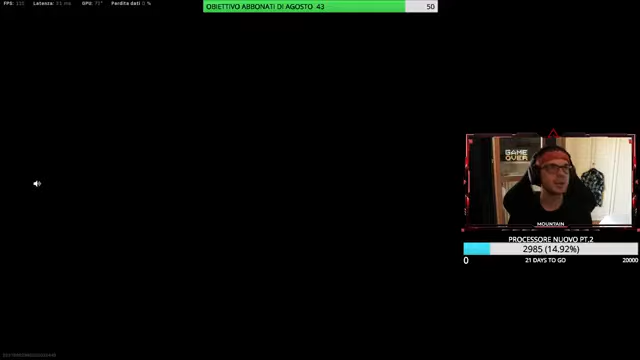 OBIETTIVO ABBONATI DI AGOSTO 43
50
GAME
OVER
MOUNTAIN
PROCESSORE NUOVO PT.2
2985 (14.92%)
0
21 DAYS TO GO
20000